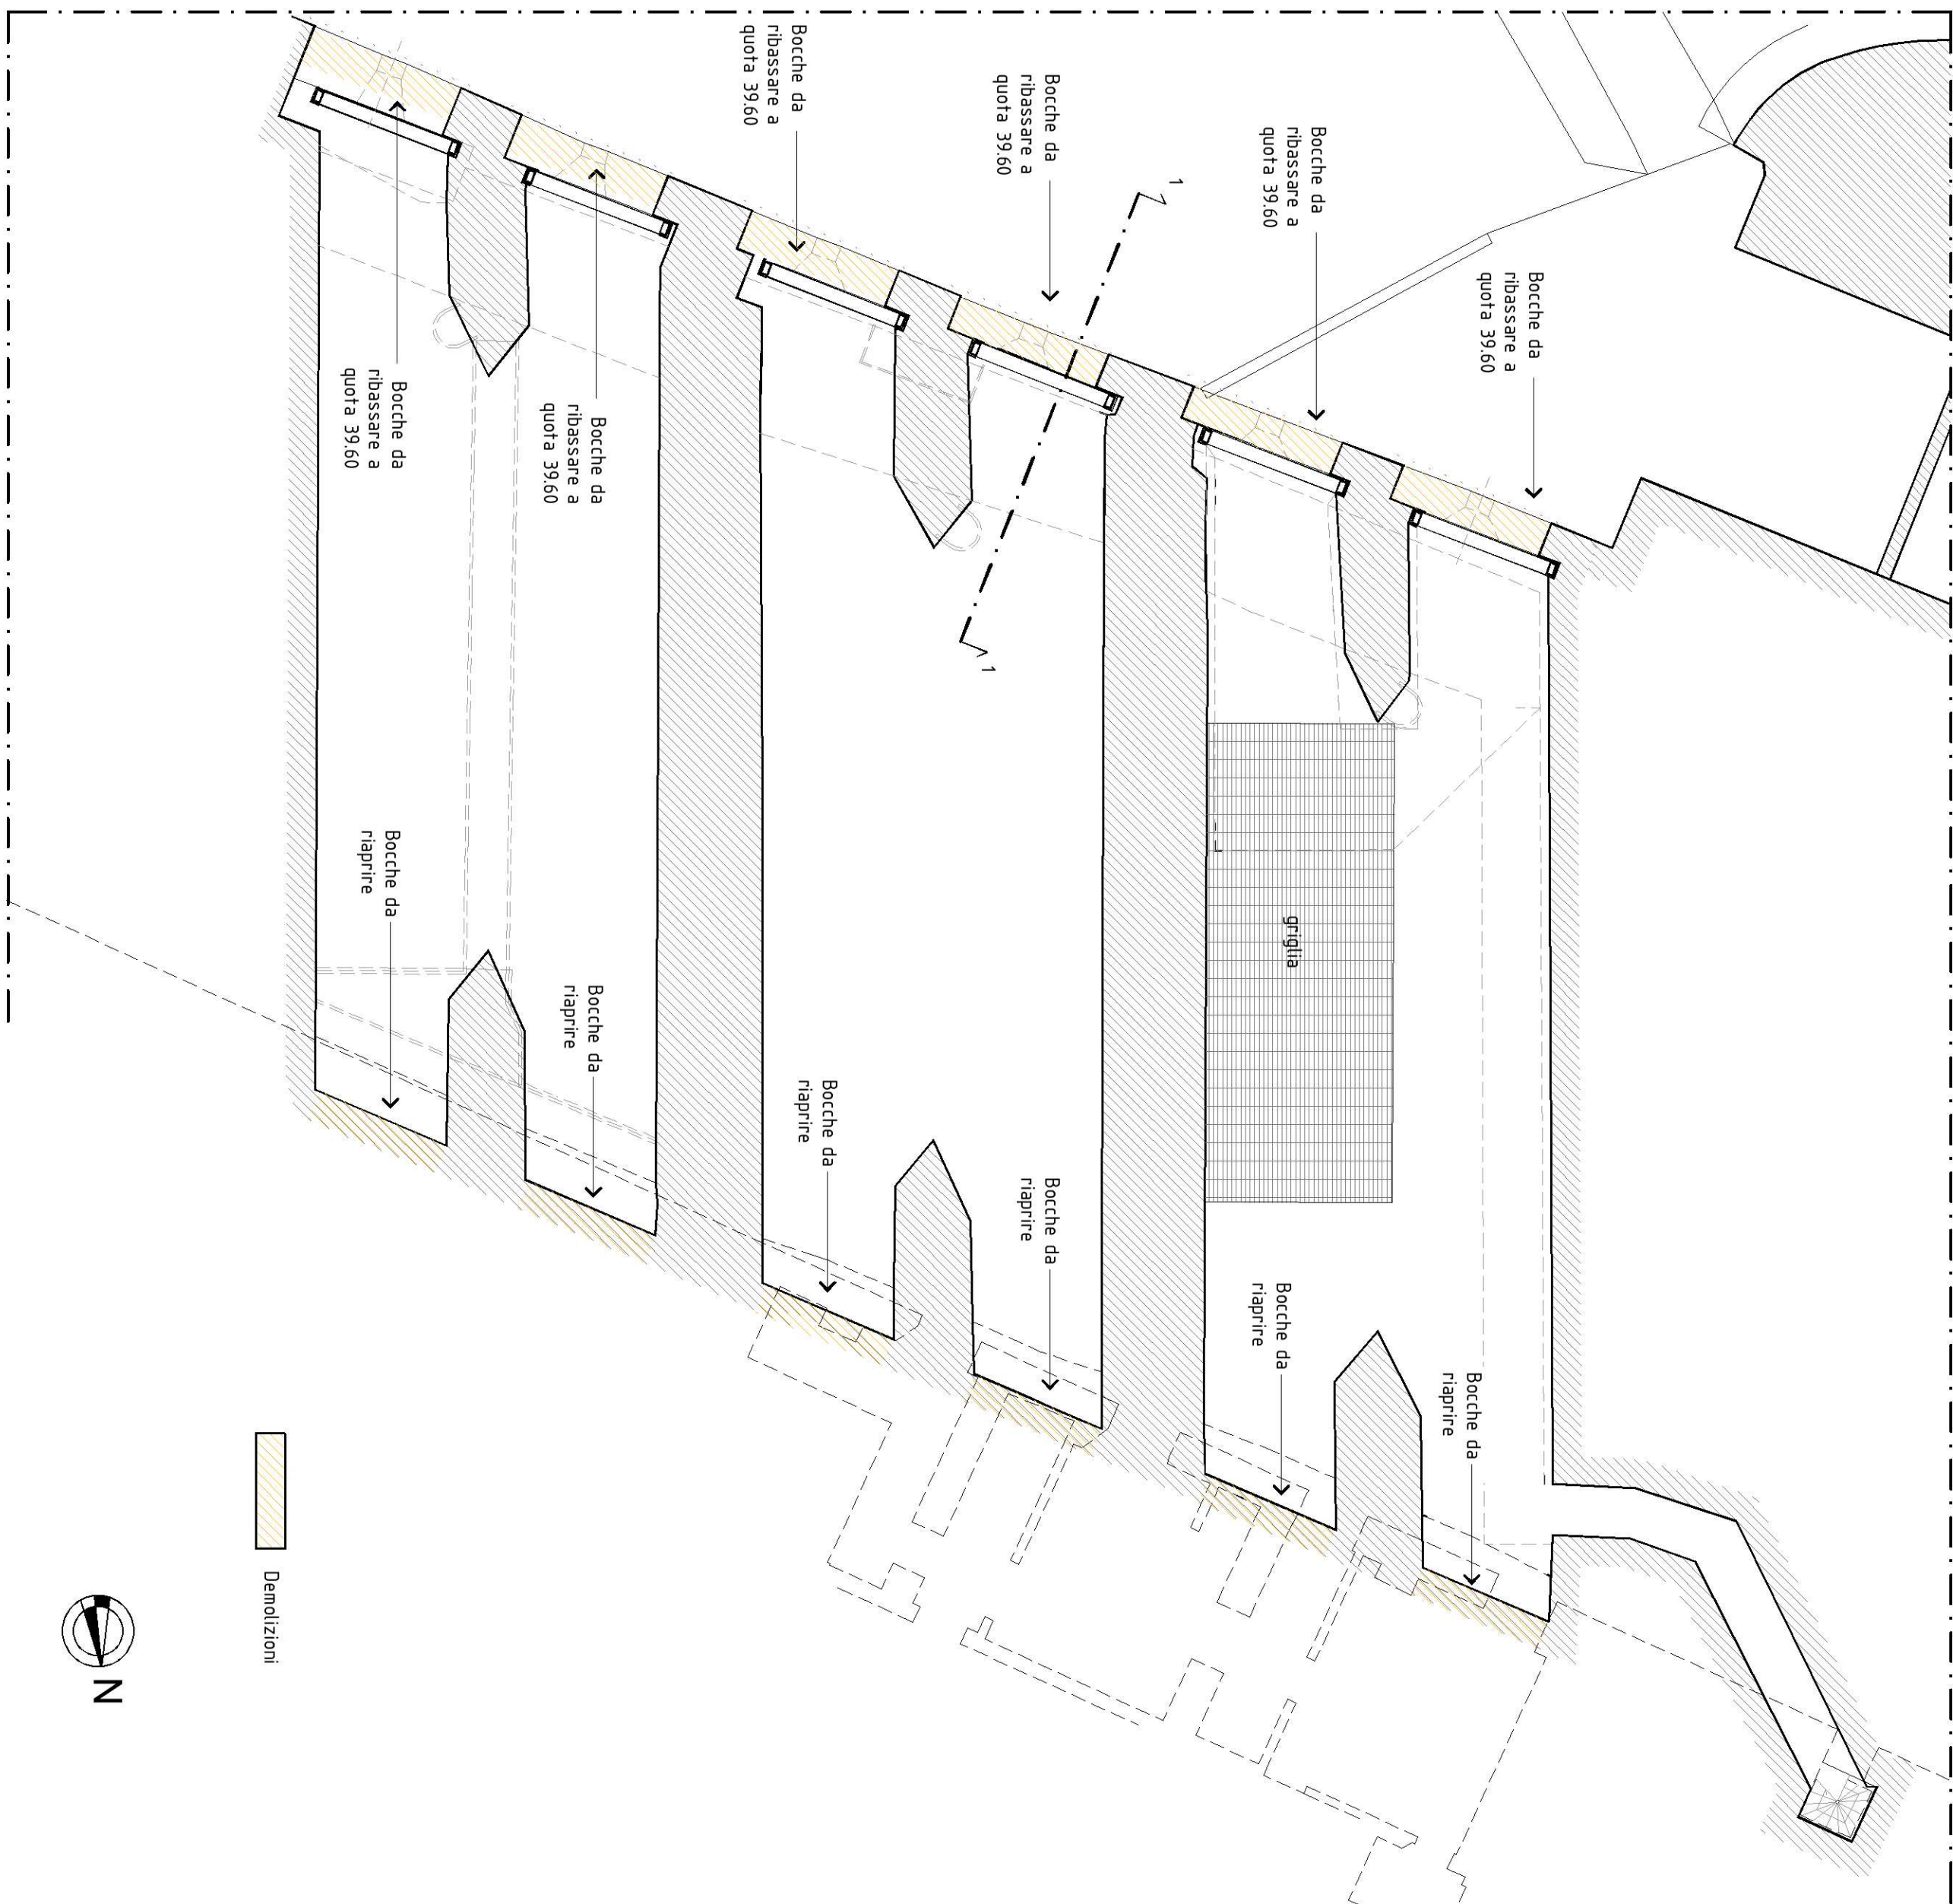 Bocche da
ribassare a
quota 39.60
Bocche da
ribassare a
quota 39.60
Bocche da
ribassare a
quota 39.60
Bocche da
ribassare a
quota 39.60
Bocche da
ribassare a
quota 39.60
Bocche da
ribassare a
quota 39.60
1
1
griglia
Bocche da
riaprire
Bocche da
riaprire
Bocche da
riaprire
Bocche da
riaprire
Bocche da
riaprire
Bocche da
riaprire
Demolizioni
N